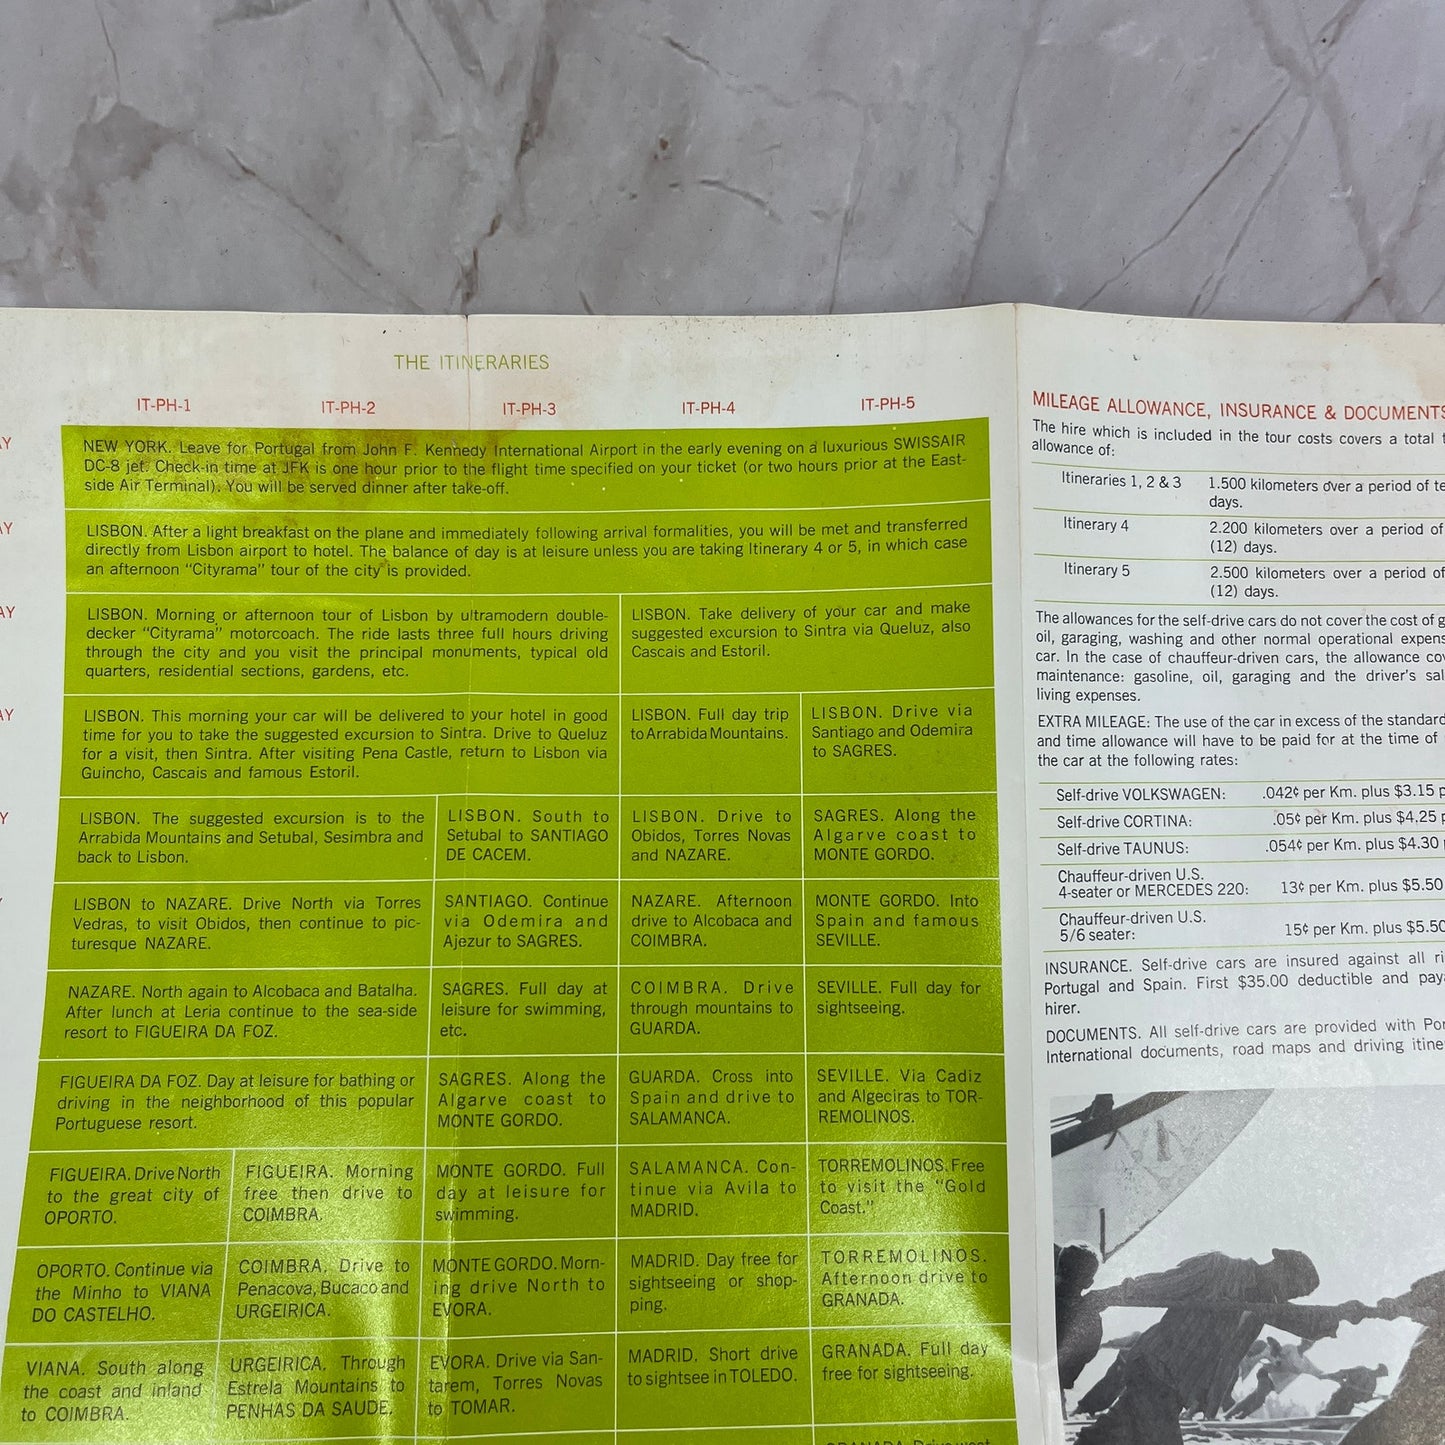 THE ITINERARIES
IT-PH-1 IT-PH-2 IT-PH-3 IT-PH-4 IT-PH-5
NEW YORK. Leave for Portugal from John F. Kennedy International Airport in the early evening on a luxurious SWISSAIR
DC-8 jet. Check-in time at JFK is one hour prior to the flight time specified on your ticket (or two hours prior at the East-
side Air Terminal). You will be served dinner after take-off.
LISBON. After a light breakfast on the plane and immediately following arrival formalities, you will be met and transferred
directly from Lisbon airport to hotel. The balance of day is at leisure unless you are taking Itinerary 4 or 5, in which case
an afternoon “Cityrama” tour of the city is provided.
LISBON. Morning or afternoon tour of Lisbon by ultramodern double-
decker “Cityrama” motorcoach. The ride lasts three full hours driving
through the city and you visit the principal monuments, typical old
quarters, residential sections, gardens, etc.
LISBON. Take delivery of your car and make
suggested excursion to Sintra via Queluz, also
Cascais and Estoril.
LISBON. This morning your car will be delivered to your hotel in good
time for you to take the suggested excursion to Sintra. Drive to Queluz
for a visit, then Sintra. After visiting Pena Castle, return to Lisbon via
Guincho, Cascais and famous Estoril.
LISBON. Full day trip
to Arrabida Mountains.
LISBON. Drive via
Santiago and Odemira
to SAGRES.
LISBON. The suggested excursion is to the
Arrabida Mountains and Setubal, Sesimbra and
back to Lisbon.
LISBON. South to
Setubal to SANTIAGO
DE CACEM.
LISBON. Drive to
Obidos, Torres Novas
and NAZARE.
SAGRES. Along the
Algarve coast to
MONTE GORDO.
LISBON to NAZARE. Drive North via Torres
Vedras, to visit Obidos, then continue to pic-
turesque NAZARE.
SANTIAGO. Continue
via Odemira and
Ajezur to SAGRES.
NAZARE. Afternoon
drive to Alcobaca and
COIMBRA.
MONTE GORDO. Into
Spain and famous
SEVILLE.
NAZARE. North again to Alcobaca and Batalha.
After lunch at Leria continue to the sea-side
resort to FIGUEIRA DA FOZ.
SAGRES. Full day at
leisure for swimming,
etc.
COIMBRA. Drive
through mountains to
GUARDA.
SEVILLE. Full day for
sightseeing.
FIGUEIRA DA FOZ. Day at leisure for bathing or
driving in the neighborhood of this popular
Portuguese resort.
SAGRES. Along the
Algarve coast to
MONTE GORDO.
GUARDA. Cross into
Spain and drive to
SALAMANCA.
SEVILLE. Via Cadiz
and Algeciras to TOR-
REMOLINOS.
FIGUEIRA. Drive North
to the great city of
OPORTO.
FIGUEIRA. Morning
free then drive to
COIMBRA.
MONTE GORDO. Full
day at leisure for
swimming.
SALAMANCA. Con-
tinue via Avila to
MADRID.
TORREMOLINOS. Free
to visit the “Gold
Coast.”
OPORTO. Continue via
the Minho to VIANA
DO CASTELHO.
COIMBRA. Drive to
Penacova, Bucaco and
URGEIRICA.
MONTE GORDO. Morn-
ing drive North to
EVORA.
MADRID. Day free for
sightseeing or shop-
ping.
TORREMOLINOS.
Afternoon drive to
GRANADA.
VIANA. South along
the coast and inland
to COIMBRA.
URGEIRICA. Through
Estrela Mountains to
PENHAS DA SAUDE.
EVORA. Drive via San-
tarem, Torres Novas
to TOMAR.
MADRID. Short drive
to sightsee in TOLEDO.
GRANADA. Full day
free for sightseeing.
MILEAGE ALLOWANCE, INSURANCE & DOCUMENTS
The hire which is included in the tour costs covers a total
allowance of:
Itineraries 1, 2 & 3 1.500 kilometers over a period of
days.
Itinerary 4 2.200 kilometers over a period of
(12) days.
Itinerary 5 2.500 kilometers over a period of
(12) days.
The allowances for the self-drive cars do not cover the cost of
oil, garaging, washing and other normal operational
car. In the case of chauffeur-driven cars, the allowance
maintenance: gasoline, oil, garaging and the driver's
living expenses.
EXTRA MILEAGE: The use of the car in excess of the standard
and time allowance will have to be paid for at the time of
the car at the following rates:
Self-drive VOLKSWAGEN: .042¢ per Km. plus $3.15
Self-drive CORTINA: .05¢ per Km. plus $4.25
Self-drive TAUNUS: .054¢ per Km. plus $4.30
Chauffeur-driven U.S.
4-seater or MERCEDES 220: 13¢ per Km. plus $5.50
Chauffeur-driven U.S.
5/6 seater: 15¢ per Km. plus $5.50
INSURANCE. Self-drive cars are insured against all
Portugal and Spain. First $35.00 deductible and
hirer.
DOCUMENTS. All self-drive cars are provided with
International documents, road maps and driving